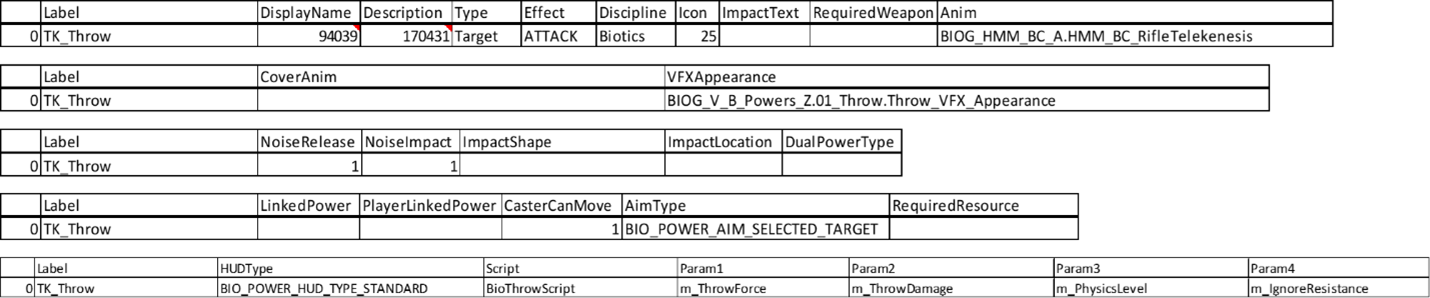 Label DisplayName Description Type Effect Discipline Icon ImpactText RequiredWeapon Anim
0 TK_Throw 94039 170431 Target ATTACK Biotics 25 BIOG_HMM_BC_A.HMM_BC_RifleTelekenesis
Label CoverAnim VFXAppearance
0 TK_Throw BIOG_V_B_Powers_Z.01_Throw.Throw_VFX_Appearance
Label NoiseRelease NoiseImpact ImpactShape ImpactLocation DualPowerType
0 TK_Throw 1 1
Label LinkedPower PlayerLinkedPower CasterCanMove AimType RequiredResource
0 TK_Throw 1 BIO_POWER_AIM_SELECTED_TARGET
Label HUDType Script Param1 Param2 Param3 Param4
0 TK_Throw BIO_POWER_HUD_TYPE_STANDARD BioThrowScript m_ThrowForce m_ThrowDamage m_PhysicsLevel m_IgnoreResistance